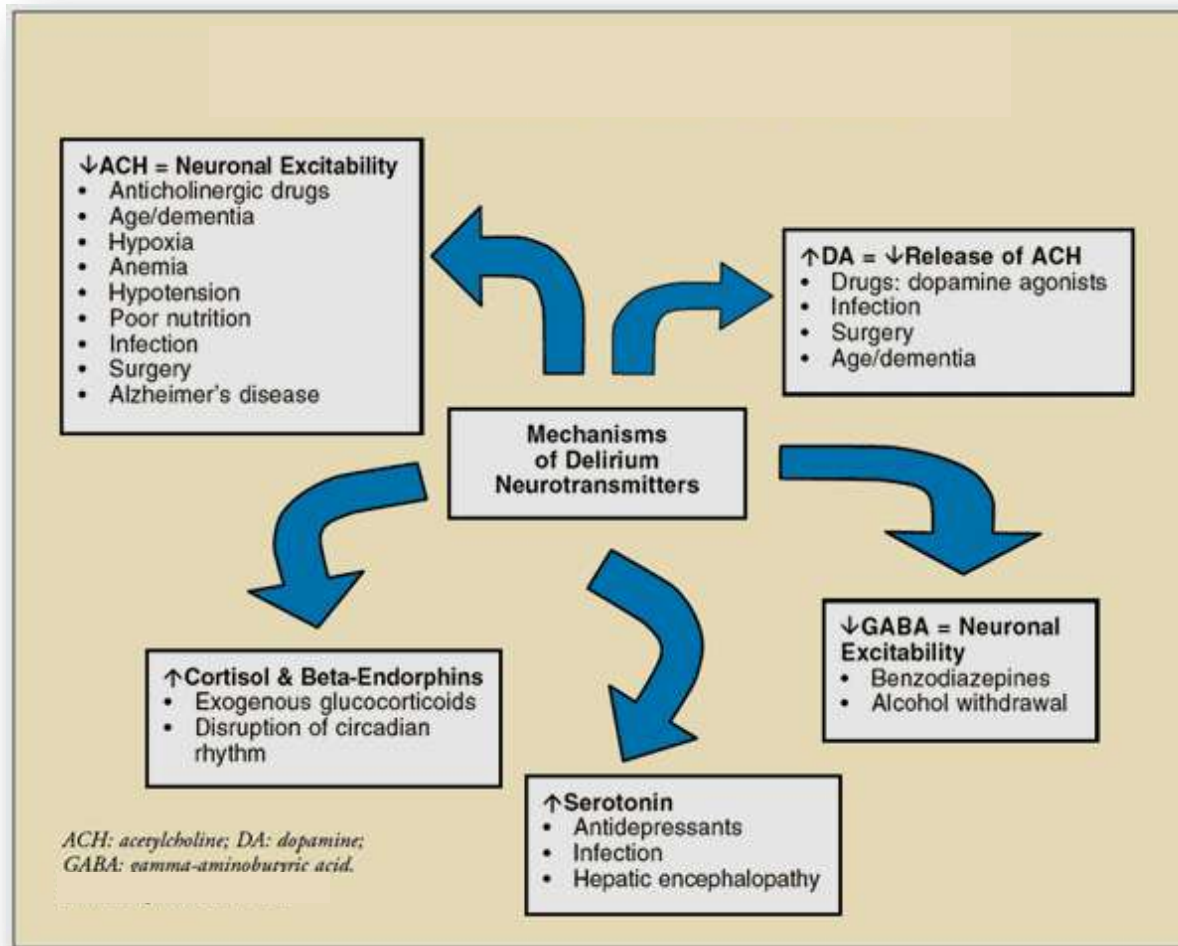 ↓ACH = Neuronal Excitability
• Anticholinergic drugs
• Age/dementia
• Hypoxia
• Anemia
• Hypotension
• Poor nutrition
• Infection
• Surgery
• Alzheimer's disease
↑DA = ↓Release of ACH
• Drugs: dopamine agonists
• Infection
• Surgery
• Age/dementia
Mechanisms
of Delirium
Neurotransmitters
↓GABA = Neuronal
Excitability
• Benzodiazepines
• Alcohol withdrawal
↑Cortisol & Beta-Endorphins
• Exogenous glucocorticoids
• Disruption of circadian
rhythm
↑Serotonin
• Antidepressants
• Infection
• Hepatic encephalopathy
ACH: acetylcholine; DA: dopamine;
GABA: gamma-aminobutyric acid.